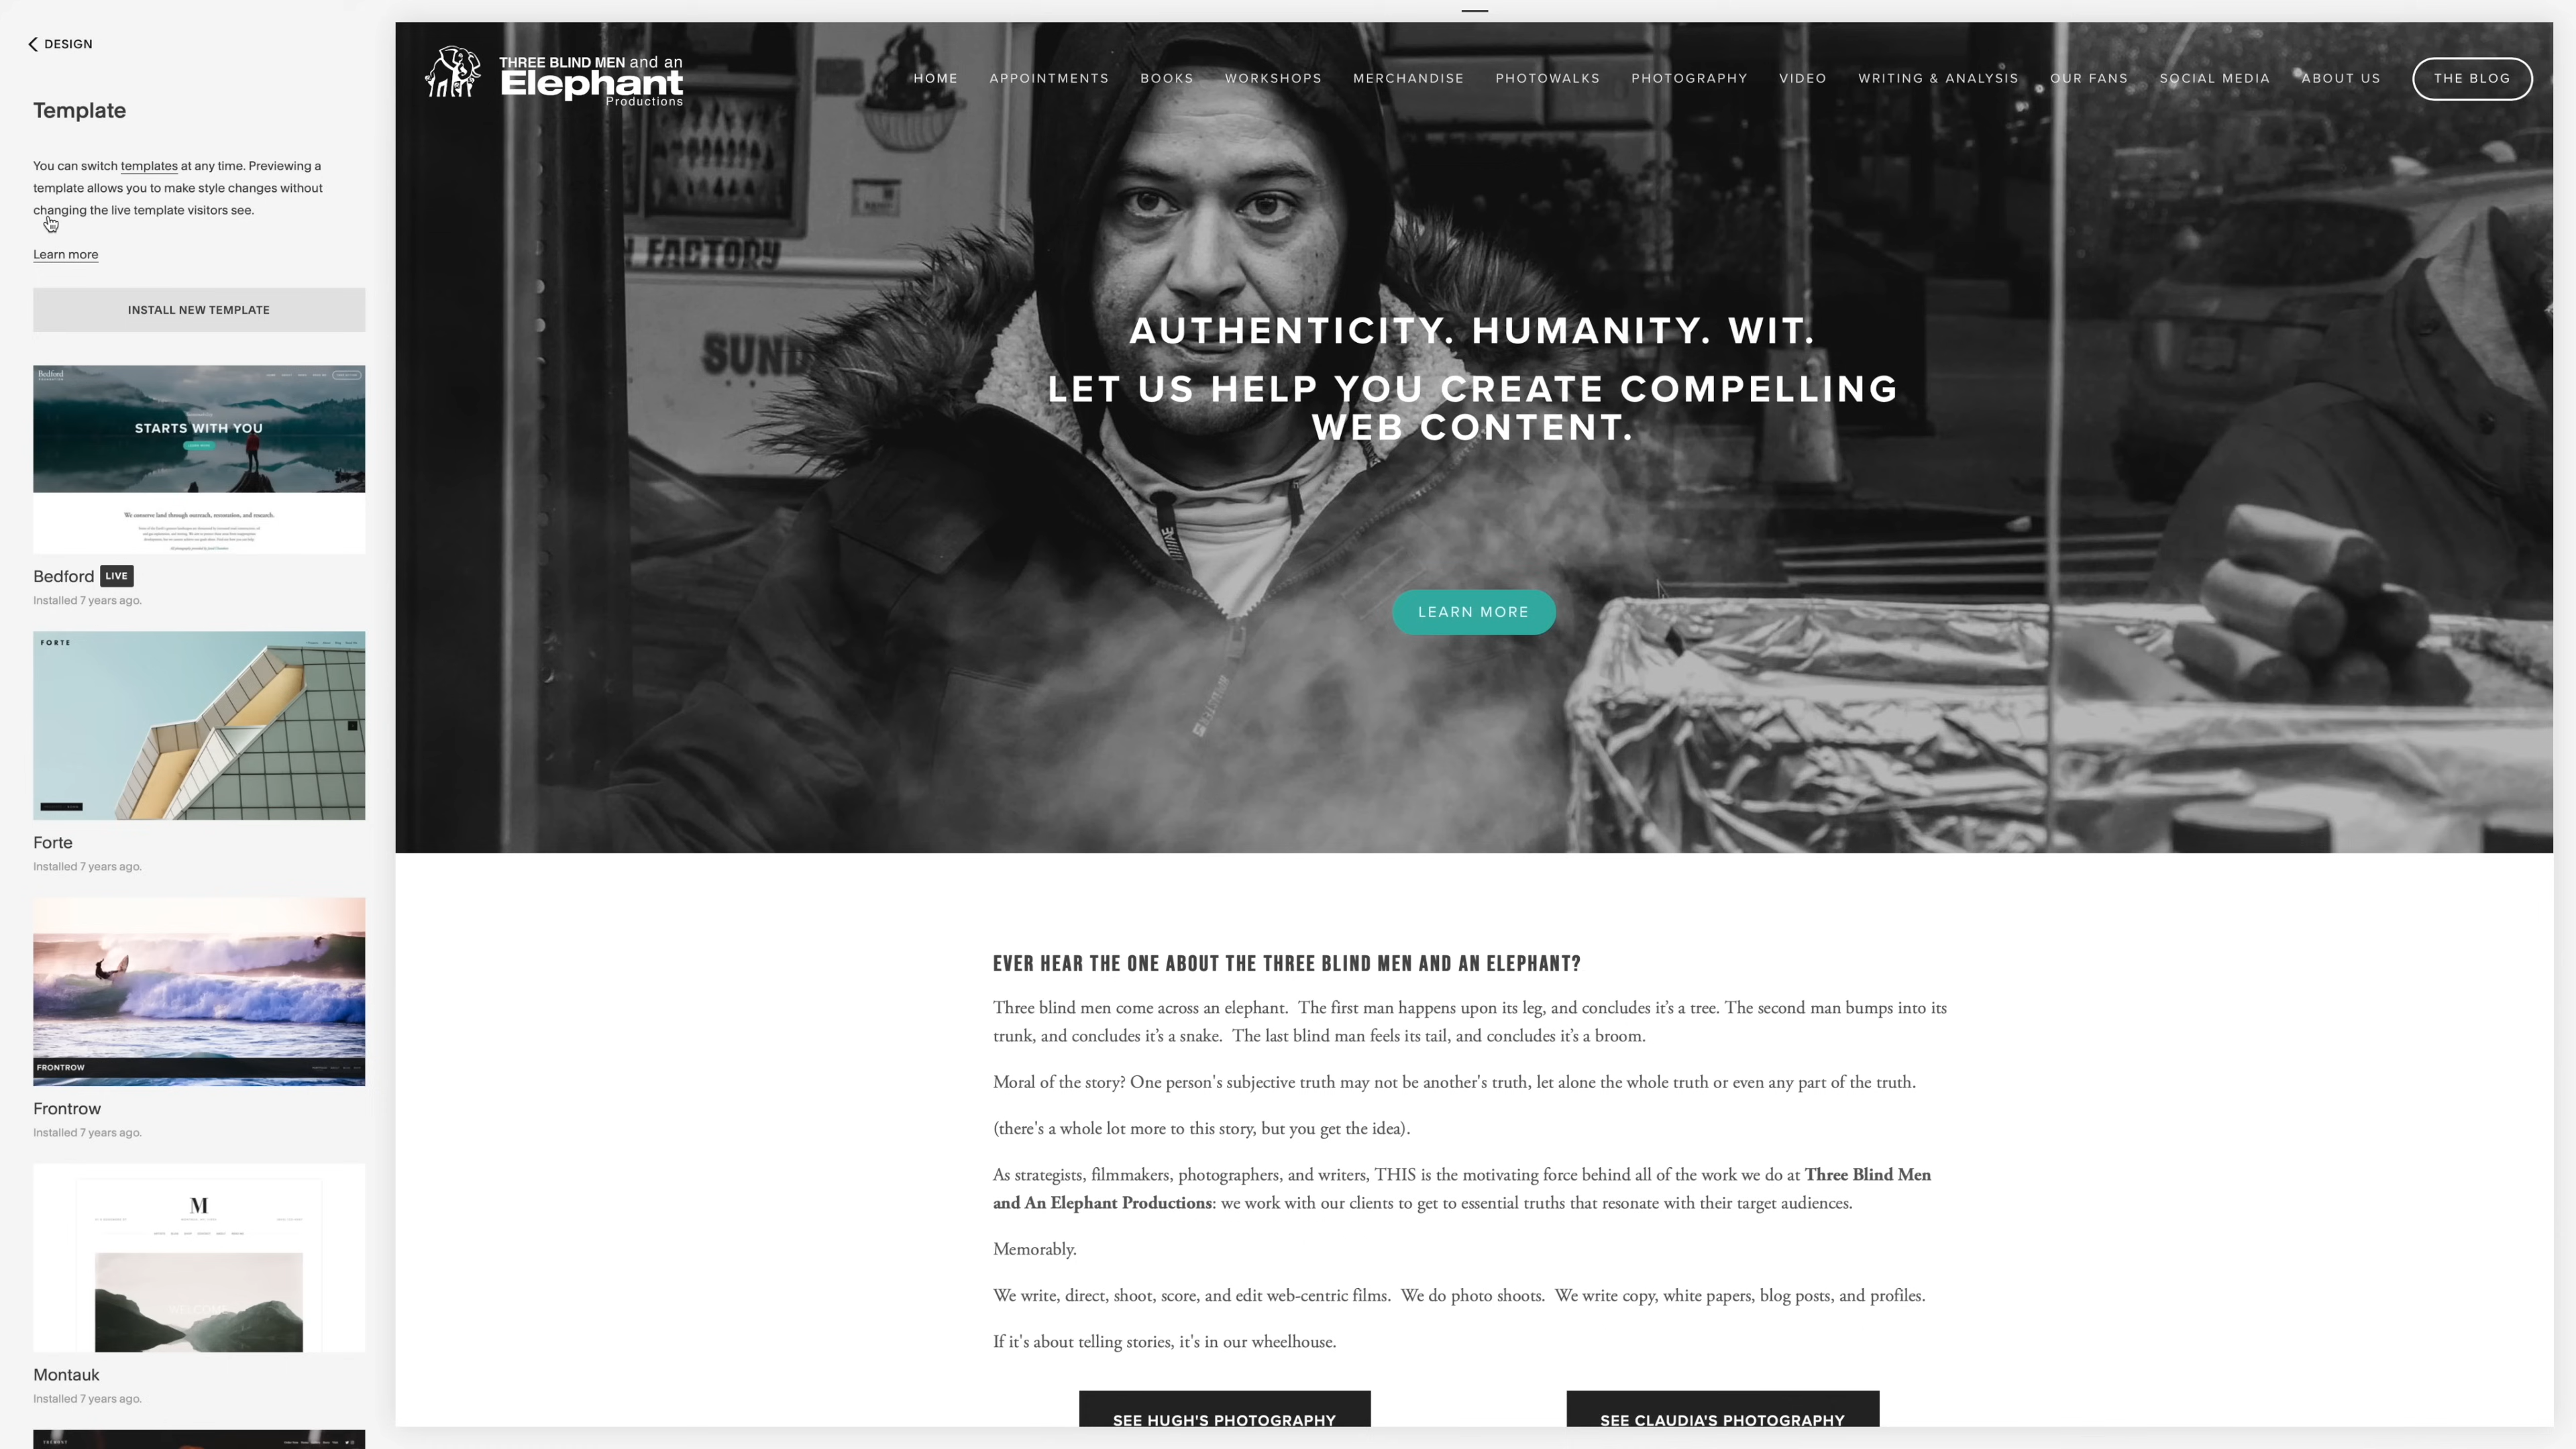 DESIGN
Template
You can switch templates at any time. Previewing a
template allows you to make style changes without
changing the live template visitors see.
Learn more
INSTALL NEW TEMPLATE
Bedford
STARTS WITH YOU
We conserve land through outreach, restoration, and research.
Bedford LIVE
Installed 7 years ago.
FORTE
Forte
Installed 7 years ago.
FRONTROW
Frontrow
Installed 7 years ago.
M
WELCOME
Montauk
Installed 7 years ago.
THREE BLIND MEN and an
Elephant
Productions
HOME APPOINTMENTS BOOKS WORKSHOPS MERCHANDISE PHOTOWALKS PHOTOGRAPHY VIDEO WRITING & ANALYSIS OUR FANS SOCIAL MEDIA ABOUT US THE BLOG
FACTORY
SUND
AUTHENTICITY. HUMANITY. WIT.
LET US HELP YOU CREATE COMPELLING
WEB CONTENT.
LEARN MORE
EVER HEAR THE ONE ABOUT THE THREE BLIND MEN AND AN ELEPHANT?
Three blind men come across an elephant.  The first man happens upon its leg, and concludes it’s a tree. The second man bumps into its
trunk, and concludes it’s a snake.  The last blind man feels its tail, and concludes it’s a broom.
Moral of the story? One person's subjective truth may not be another's truth, let alone the whole truth or even any part of the truth.
(there's a whole lot more to this story, but you get the idea).
As strategists, filmmakers, photographers, and writers, THIS is the motivating force behind all of the work we do at Three Blind Men
and An Elephant Productions: we work with our clients to get to essential truths that resonate with their target audiences.
Memorably.
We write, direct, shoot, score, and edit web-centric films.  We do photo shoots.  We write copy, white papers, blog posts, and profiles.
If it's about telling stories, it's in our wheelhouse.
SEE HUGH'S PHOTOGRAPHY SEE CLAUDIA'S PHOTOGRAPHY